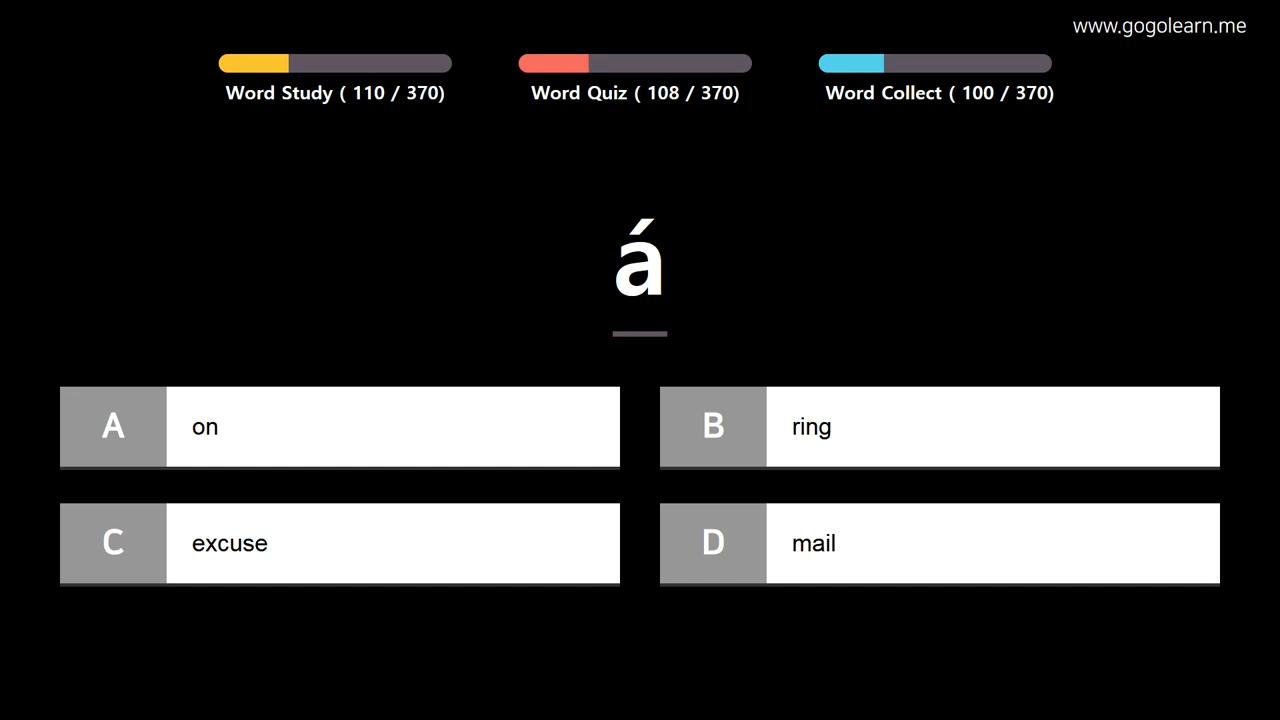 www.gogolearn.me
Word Study ( 110 / 370)
Word Quiz ( 108 / 370)
Word Collect ( 100 / 370)
á
A on
B ring
C excuse
D mail